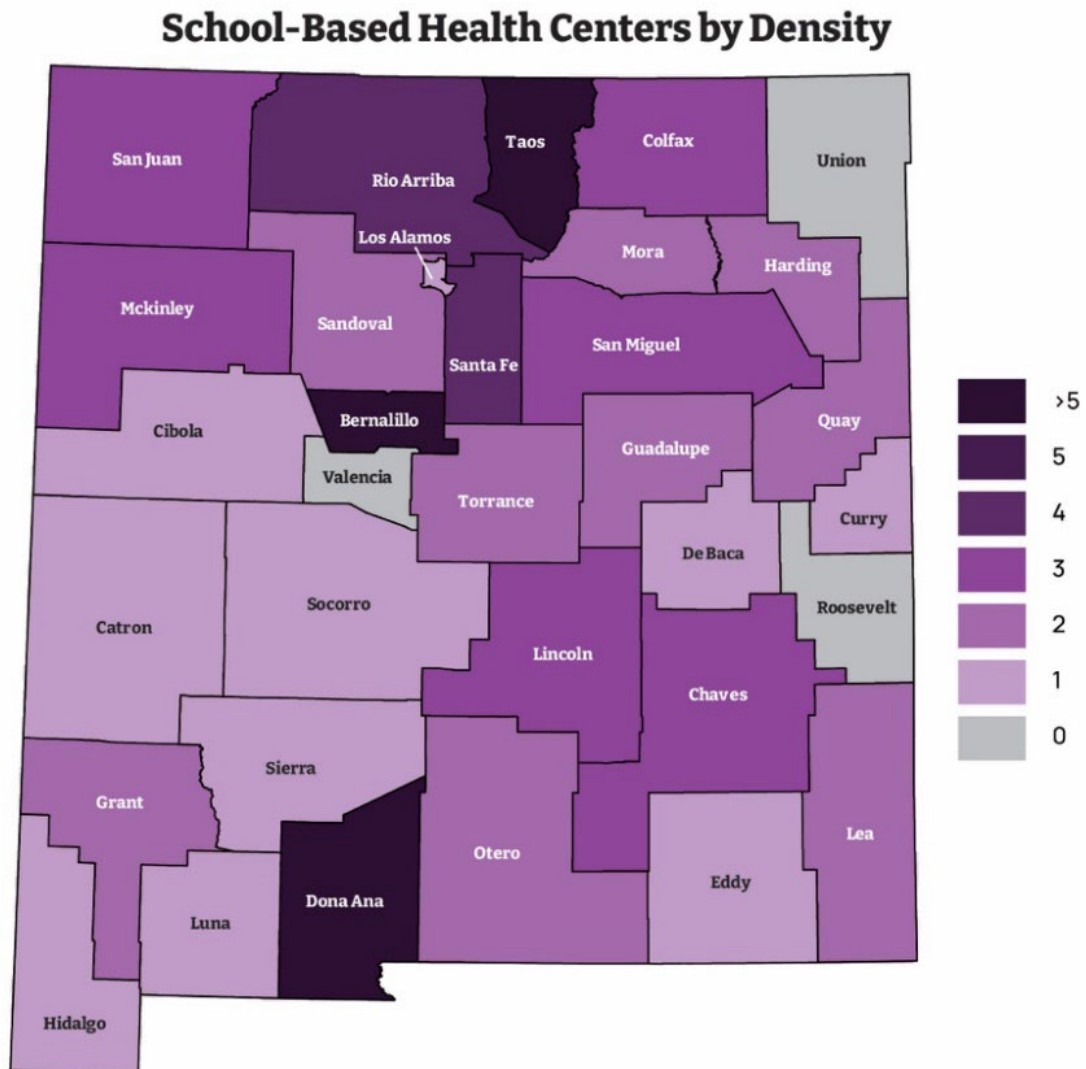 School-Based Health Centers by Density
San Juan
Rio Arriba
Taos
Colfax
Union
Los Alamos
Mora
Harding
Mckinley
Sandoval
Santa Fe
San Miguel
Cibola
Bernalillo
Valencia
Torrance
Guadalupe
Quay
Curry
De Baca
Roosevelt
Catron
Socorro
Lincoln
Chaves
Sierra
Grant
Otero
Lea
Eddy
Dona Ana
Luna
Hidalgo
>5
5
4
3
2
1
0